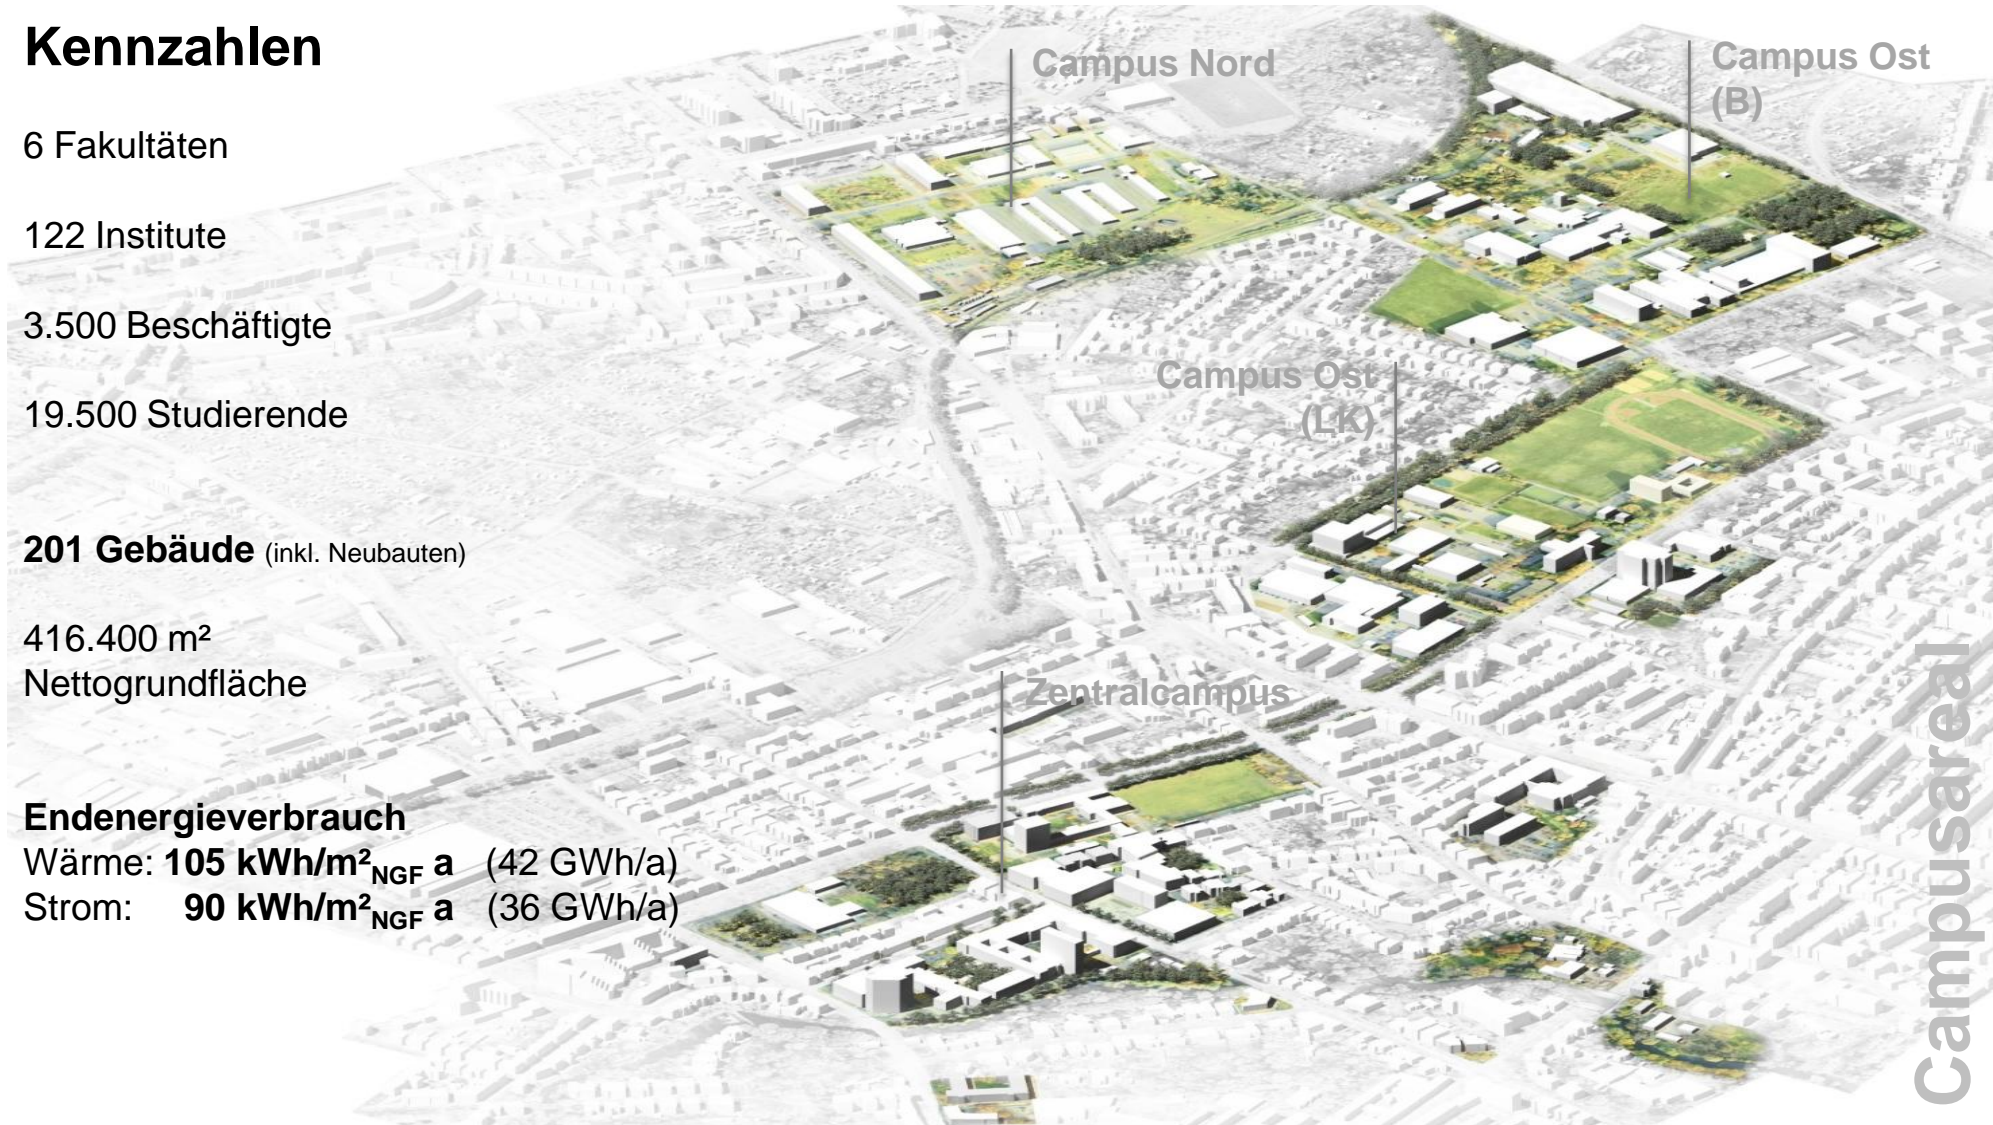 Kennzahlen
6 Fakultäten
122 Institute
3.500 Beschäftigte
19.500 Studierende
201 Gebäude (inkl. Neubauten)
416.400 m²
Nettogrundfläche
Endenergieverbrauch
Wärme: 105 kWh/m²NGF a (42 GWh/a)
Strom: 90 kWh/m²NGF a (36 GWh/a)
Campus Nord
Campus Ost
(B)
Campus Ost
(LK)
Zentralcampus
Campusareal